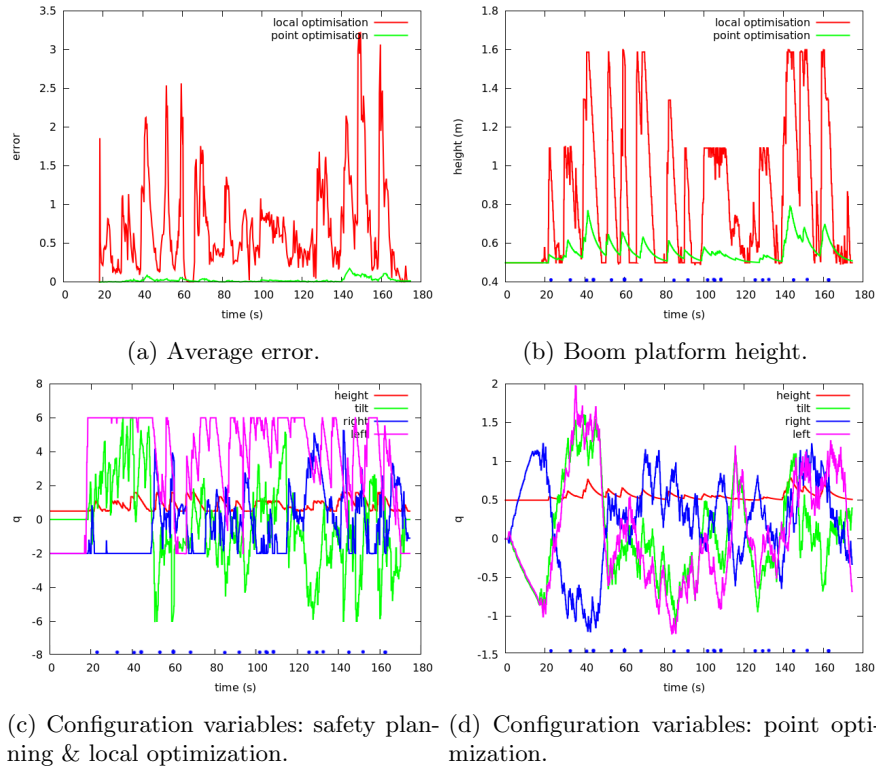 3.5
3
2.5
2
1.5
1
0.5
0
error
0 20 40 60 80 100 120 140 160 180
time (s)
local optimisation
point optimisation
(a) Average error.
1.8
1.6
1.4
1.2
1
0.8
0.6
0.4
height (m)
0 20 40 60 80 100 120 140 160 180
time (s)
local optimisation
point optimisation
(b) Boom platform height.
8
6
4
2
0
-2
-4
-6
-8
q
0 20 40 60 80 100 120 140 160 180
time (s)
height
tilt
right
left
(c) Configuration variables: safety plan-
ning & local optimization.
2
1.5
1
0.5
0
-0.5
-1
-1.5
q
0 20 40 60 80 100 120 140 160 180
time (s)
height
tilt
right
left
(d) Configuration variables: point opti-
mization.